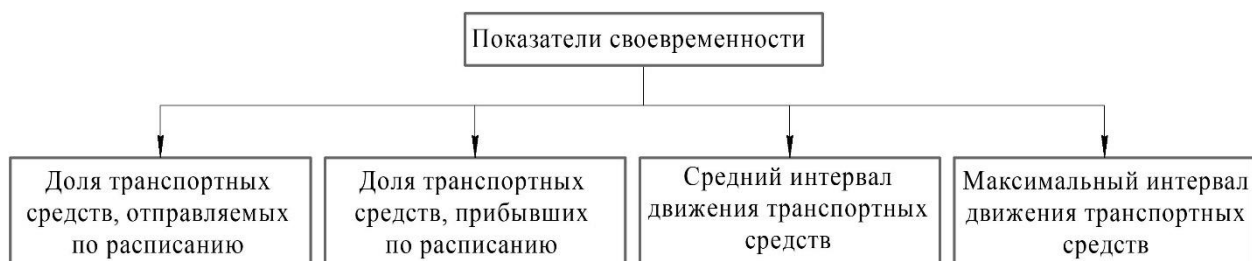 Показатели своевременности
Доля транспортных
средств, отправляемых
по расписанию
Доля транспортных
средств, прибывших
по расписанию
Средний интервал
движения транспортных
средств
Максимальный интервал
движения транспортных
средств